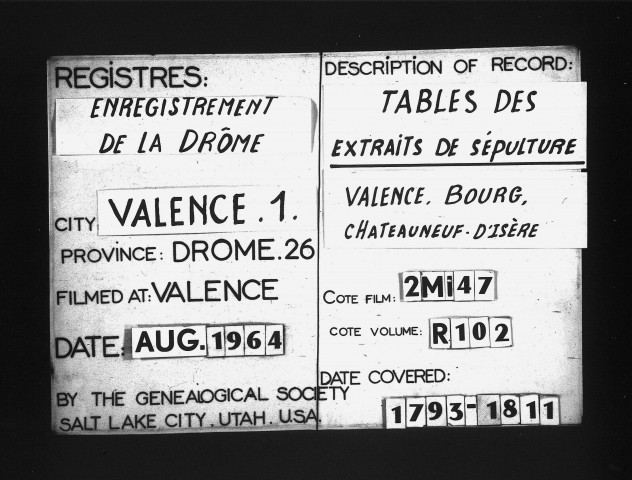 REGISTRES:
ENREGISTREMENT
DE LA DRÔME
CITY VALENCE.1.
PROVINCE: DROME.26
FILMED AT: VALENCE
DATE: AUG. 1964
BY THE GENEALOGICAL SOCIETY
SALT LAKE CITY, UTAH. U.S.A.
DESCRIPTION OF RECORD:
TABLES DES
EXTRAITS DE SÉPULTURE
VALENCE. BOURG,
CHATEAUNEUF-D'ISÈRE
COTE FILM: 2Mi47
COTE VOLUME: R102
DATE COVERED:
1793-1811